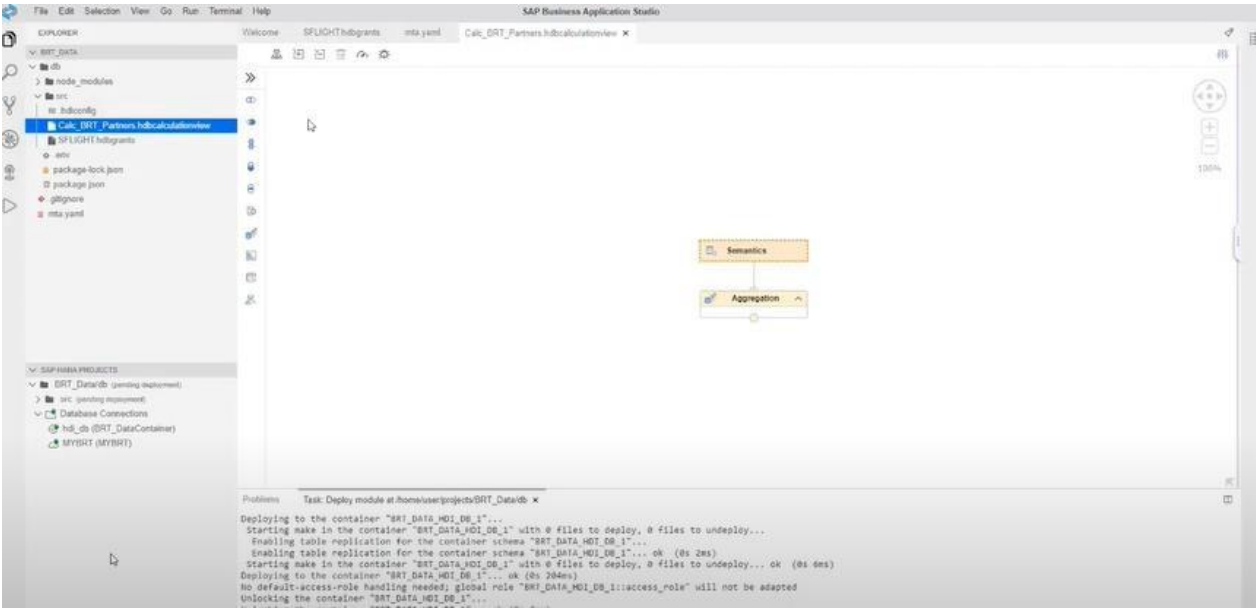 File Edit Selection View Go Run Terminal Help
SAP Business Application Studio
EXPLORER
Welcome SFLIGHT.hdbgrants mta.yaml Calc_BRT_Partners.hdbcalculationview
BRT_DATA
db
node_modules
src
.hdiconfig
Calc_BRT_Partners.hdbcalculationview
SFLIGHT.hdbgrants
.env
package-lock.json
package.json
.gitignore
mta.yaml
100%
Semantics
Aggregation
SAP HANA PROJECTS
BRT_Data/db (pending deployment)
src (pending deployment)
Database Connections
hdi_db (BRT_DataContainer)
MYBRT (MYBRT)
Problems Task: Deploy module at /home/user/projects/BRT_Data/db
Deploying to the container "BRT_DATA_HDI_DB_1"...
Starting make in the container "BRT_DATA_HDI_DB_1" with 0 files to deploy, 0 files to undeploy...
Enabling table replication for the container schema "BRT_DATA_HDI_DB_1"...
Enabling table replication for the container schema "BRT_DATA_HDI_DB_1"... ok (0s 2ms)
Starting make in the container "BRT_DATA_HDI_DB_1" with 0 files to deploy, 0 files to undeploy... ok (0s 6ms)
Deploying to the container "BRT_DATA_HDI_DB_1"... ok (0s 204ms)
No default-access-role handling needed; global role "BRT_DATA_HDI_DB_1::access_role" will not be adapted
Unlocking the container "BRT_DATA_HDI_DB_1"...